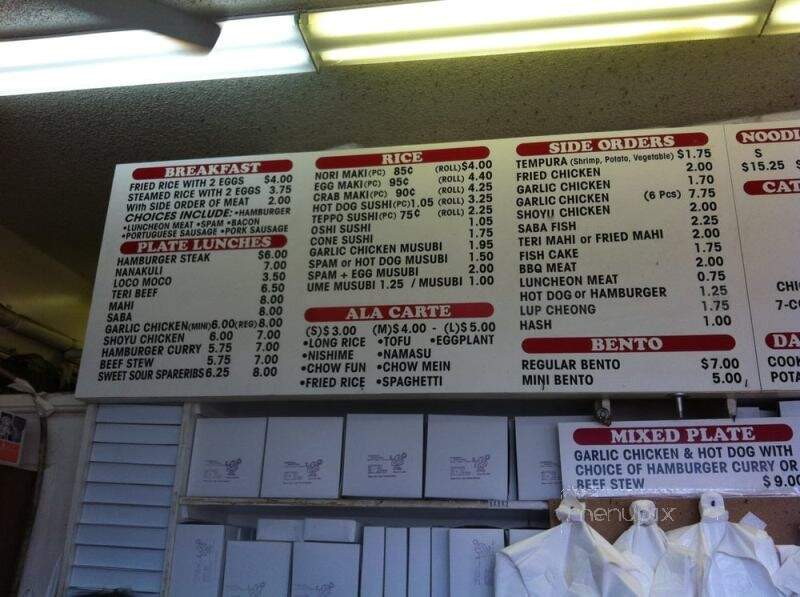 BREAKFAST
FRIED RICE WITH 2 EGGS $4.00
STEAMED RICE WITH 2 EGGS 3.75
With SIDE ORDER OF MEAT 2.00
CHOICES INCLUDE: •HAMBURGER
•LUNCHEON MEAT •SPAM •BACON
•PORTUGUESE SAUSAGE •PORK SAUSAGE
PLATE LUNCHES
HAMBURGER STEAK $6.00
NANAKULI 7.00
LOCO MOCO 3.50
TERI BEEF 6.50
MAHI 8.00
SABA 8.00
GARLIC CHICKEN(MINI)6.00(REG)8.00
SHOYU CHICKEN 6.00 7.00
HAMBURGER CURRY 5.75 7.00
BEEF STEW 5.75 7.00
SWEET SOUR SPARERIBS 6.25 8.00
RICE
NORI MAKI(PC) 85¢ (ROLL)$4.00
EGG MAKI(PC) 95¢ (ROLL) 4.40
CRAB MAKI(PC) 90¢ (ROLL) 4.25
HOT DOG SUSHI(PC)1.05 (ROLL) 3.25
TEPPO SUSHI(PC) 75¢ (ROLL) 2.25
OSHI SUSHI 1.05
CONE SUSHI 1.75
GARLIC CHICKEN MUSUBI 1.95
SPAM or HOT DOG MUSUBI 1.50
SPAM + EGG MUSUBI 2.00
UME MUSUBI 1.25 / MUSUBI 1.00
ALA CARTE
(S)$3.00 (M)$4.00 - (L)$5.00
•LONG RICE •TOFU •EGGPLANT
•NISHIME •NAMASU
•CHOW FUN •CHOW MEIN
•FRIED RICE •SPAGHETTI
SIDE ORDERS
TEMPURA (Shrimp, Potato, Vegetable) $1.75
FRIED CHICKEN 2.00
GARLIC CHICKEN 1.70
GARLIC CHICKEN (6 Pcs) 7.75
SHOYU CHICKEN 2.00
SABA FISH 2.25
TERI MAHI or FRIED MAHI 2.00
FISH CAKE 1.75
BBQ MEAT 2.00
LUNCHEON MEAT 0.75
HOT DOG or HAMBURGER 1.25
LUP CHEONG 1.75
HASH 1.00
BENTO
REGULAR BENTO $7.00
MINI BENTO 5.00
NOODL
S
$15.25 $
CAT
CHI
7-C
DA
COOK
POTA
MIXED PLATE
GARLIC CHICKEN & HOT DOG WITH
CHOICE OF HAMBURGER CURRY OR
BEEF STEW $9.00
menupix